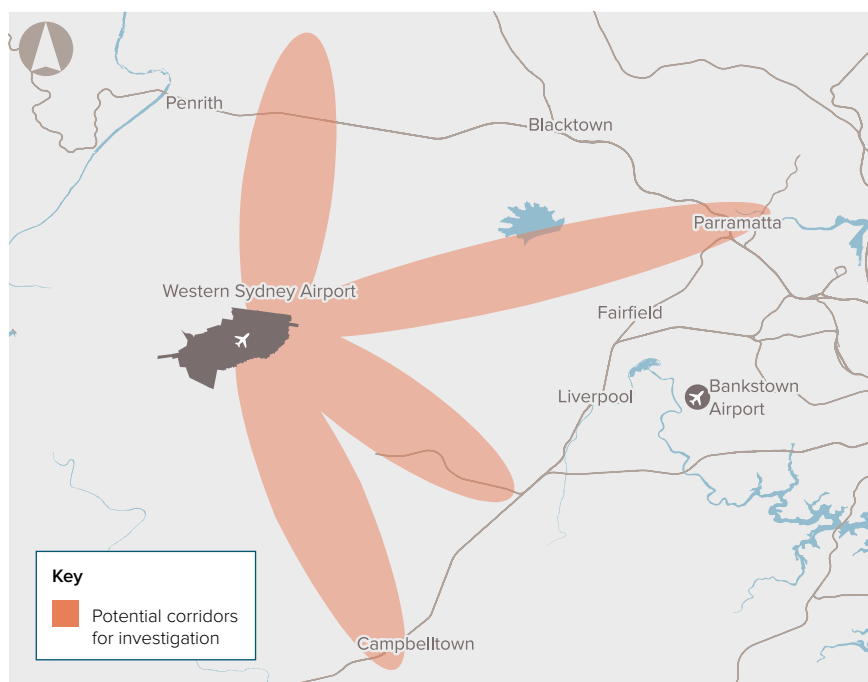 Penrith
Blacktown
Parramatta
Western Sydney Airport
Fairfield
Liverpool
Bankstown
Airport
Campbelltown
Key
Potential corridors
for investigation